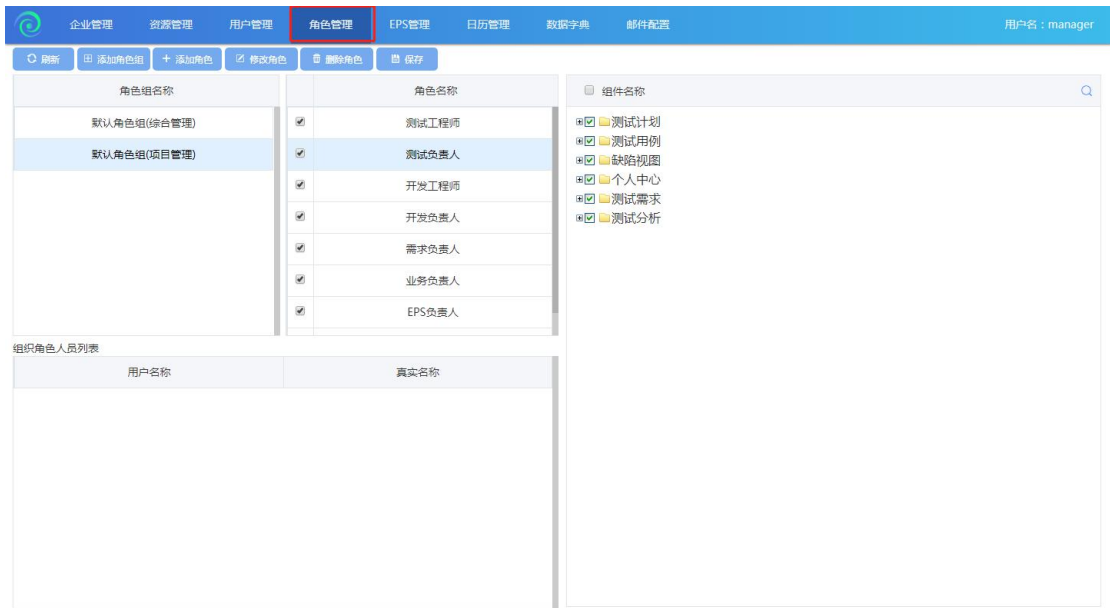 企业管理 资源管理 用户管理 角色管理 EPS管理 日历管理 数据字典 邮件配置 用户名：manager
刷新 添加角色组 添加角色 修改角色 删除角色 保存
角色组名称 角色名称 组件名称
默认角色组(综合管理) 测试工程师 测试计划
默认角色组(项目管理) 测试负责人 测试用例
开发工程师 缺陷视图
开发负责人 个人中心
需求负责人 测试需求
业务负责人 测试分析
EPS负责人
组织角色人员列表
用户名称 真实名称